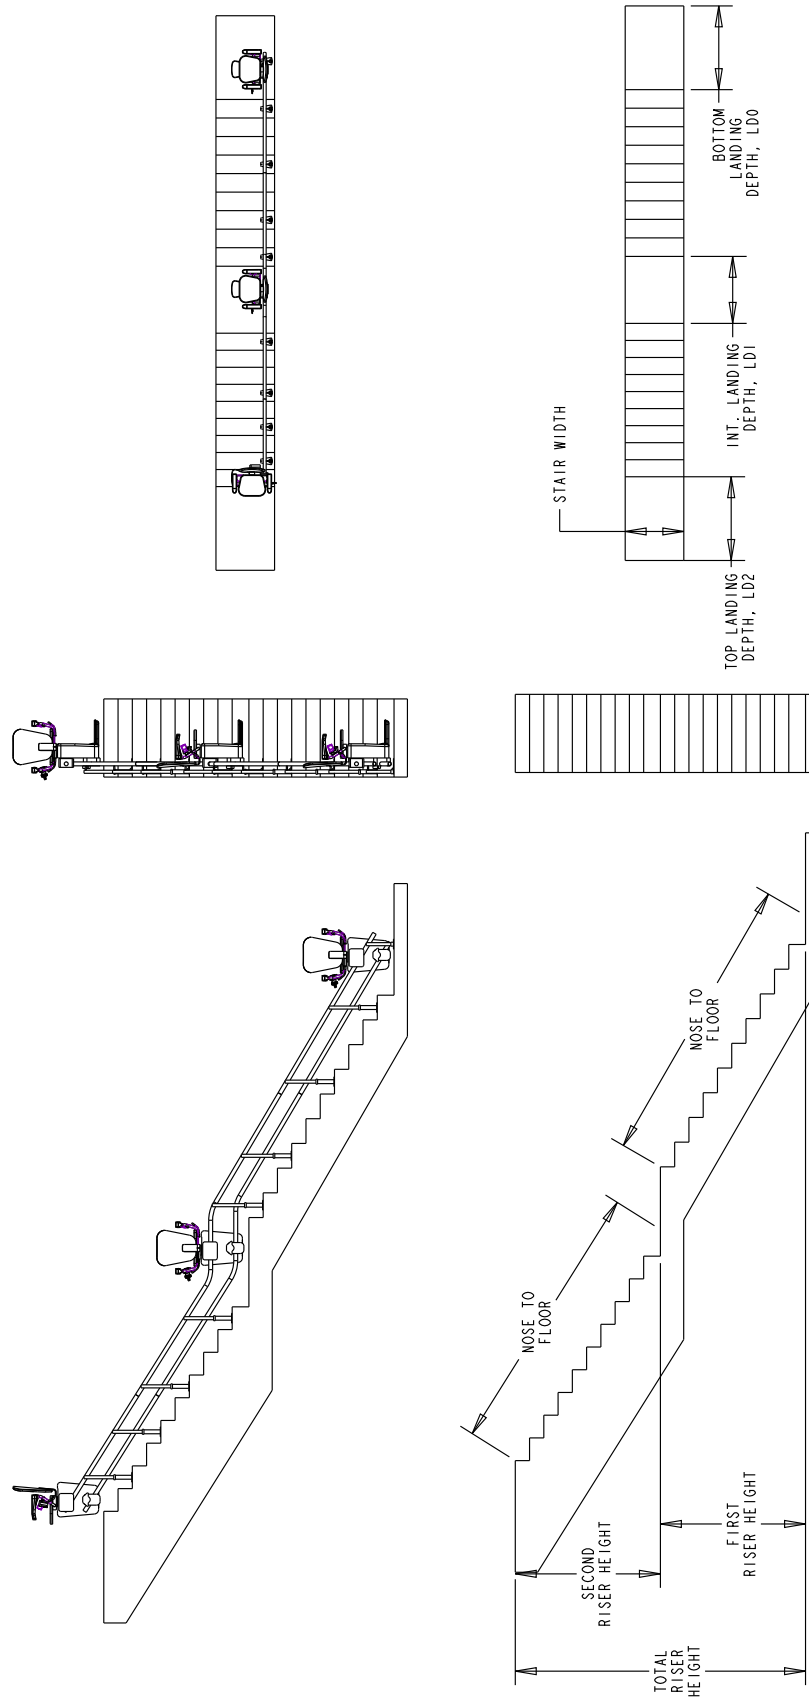 BOTTOM
LANDING
DEPTH, LD0
INT. LANDING
DEPTH, LD1
STAIR WIDTH
TOP LANDING
DEPTH, LD2
NOSE TO
FLOOR
NOSE TO
FLOOR
FIRST
RISER HEIGHT
SECOND
RISER HEIGHT
TOTAL
RISER
HEIGHT